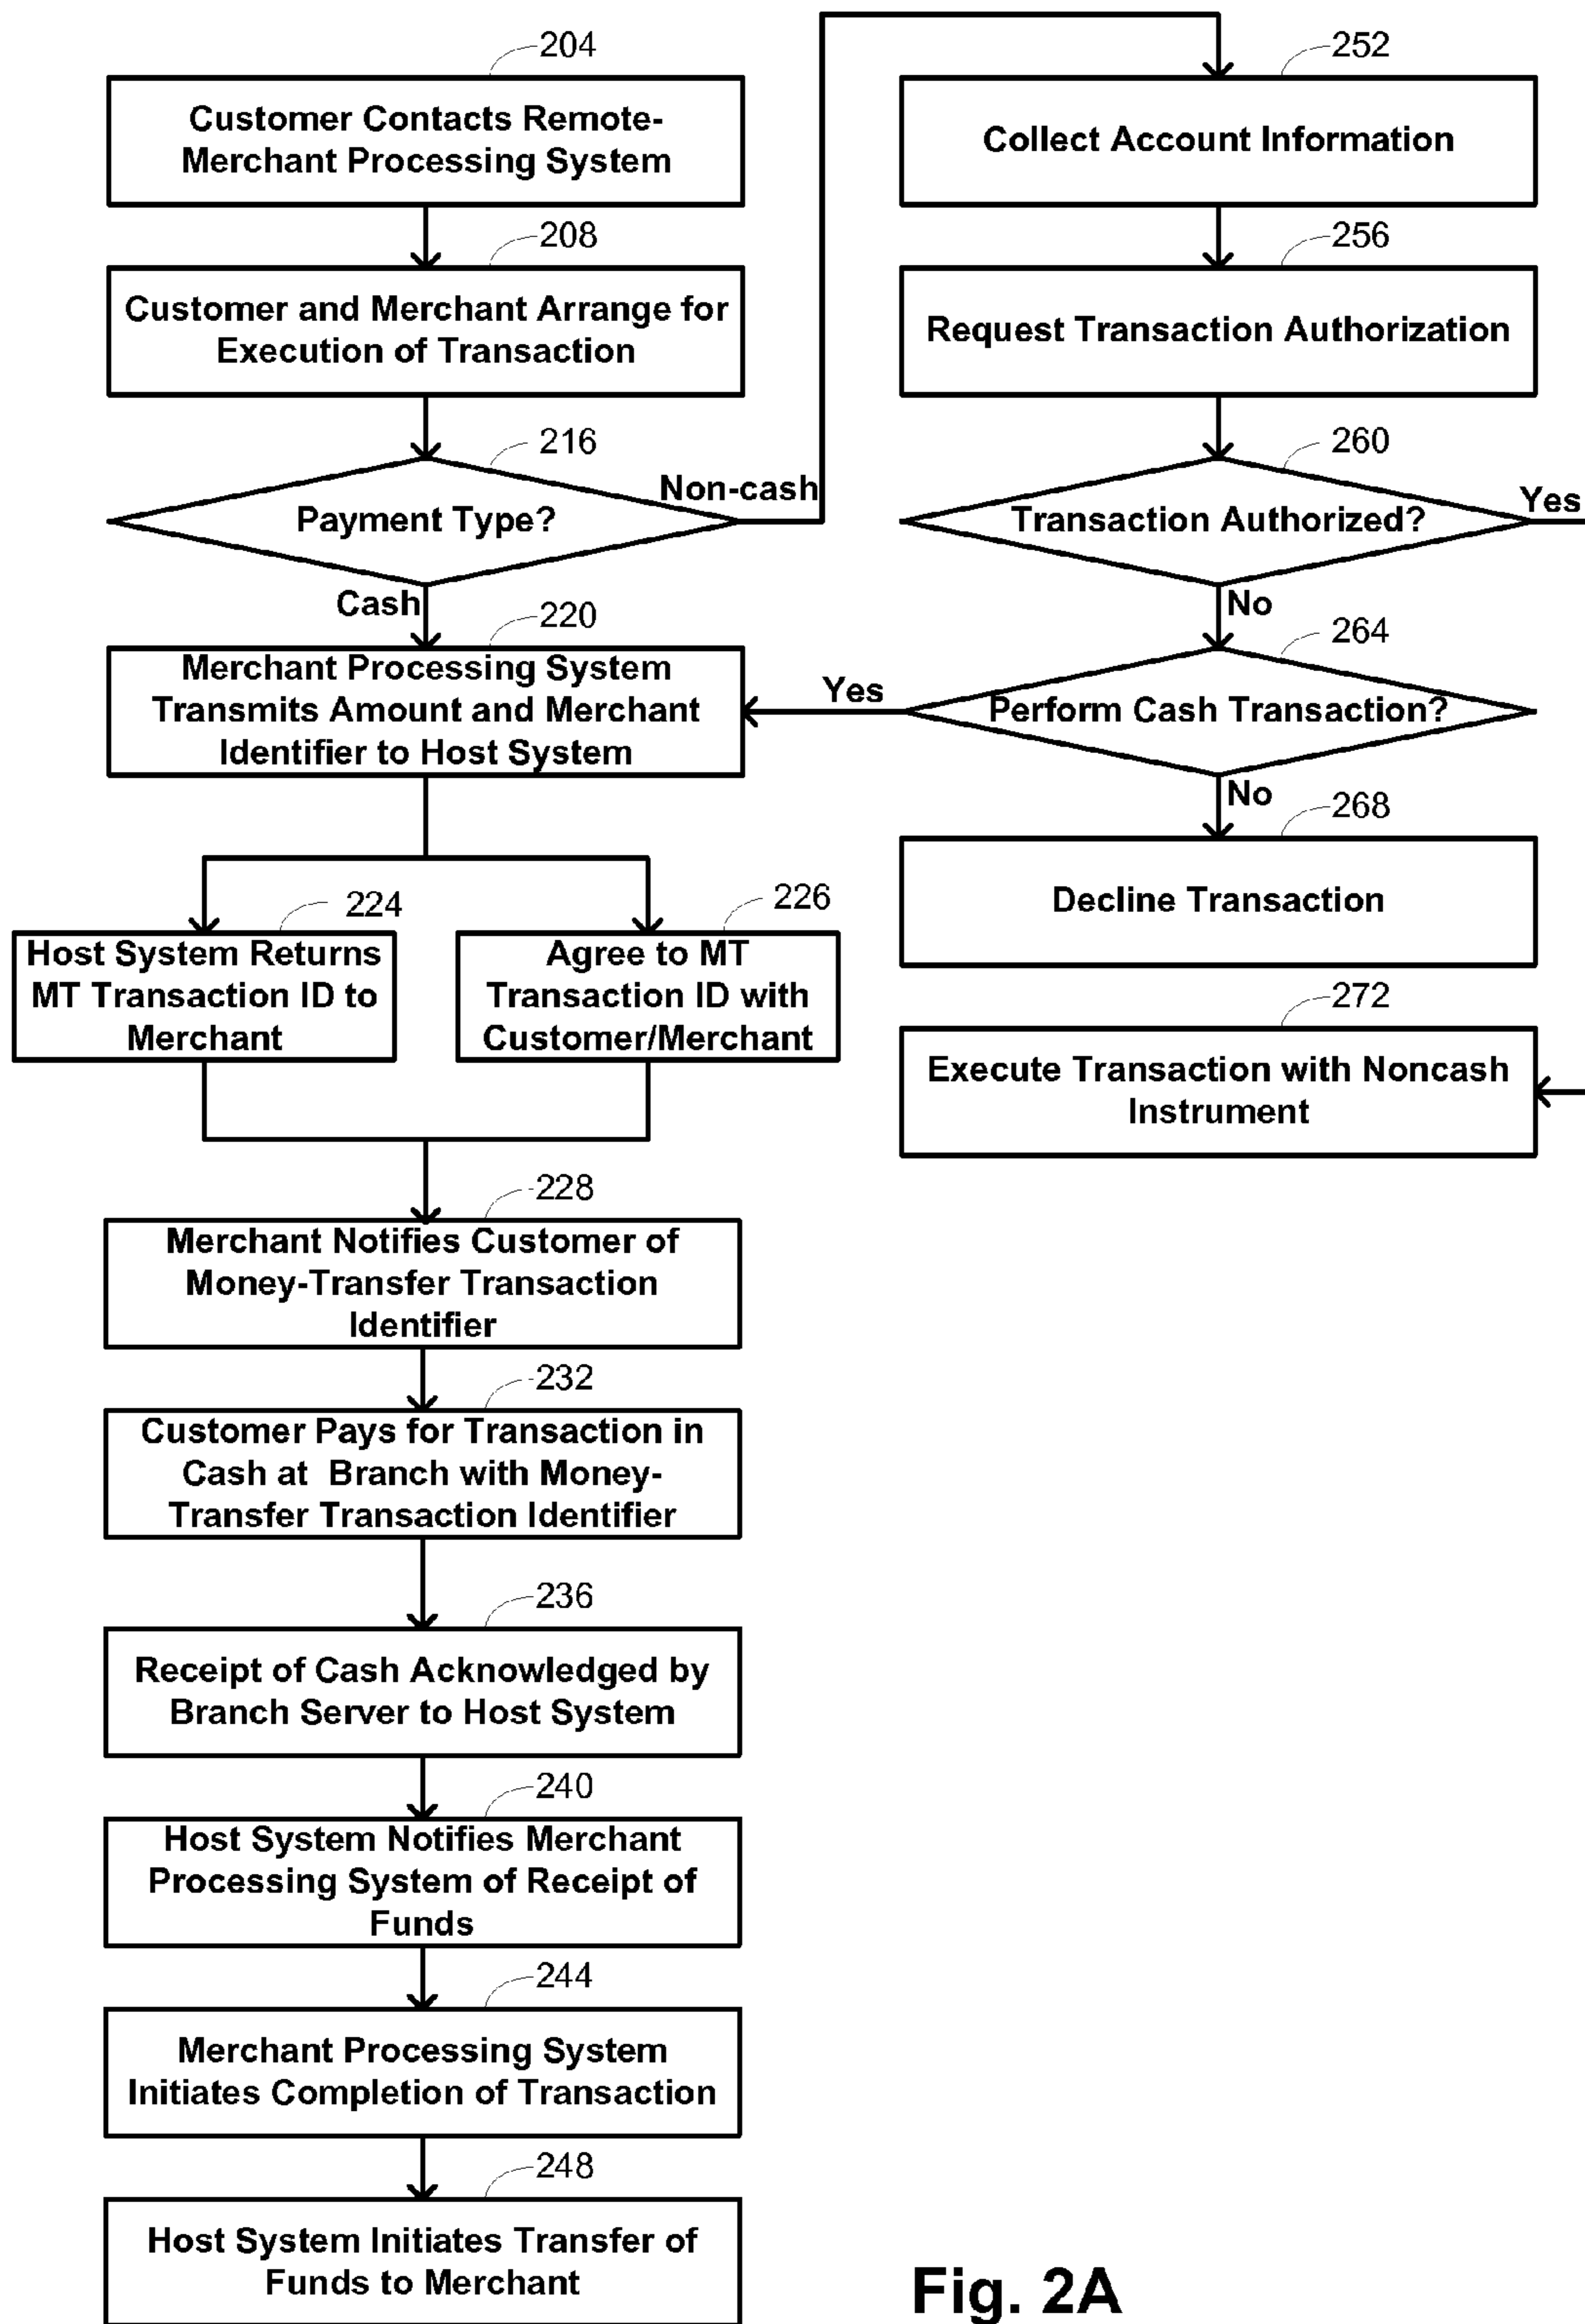 204
Customer Contacts Remote-
Merchant Processing System
208
Customer and Merchant Arrange for
Execution of Transaction
216
Payment Type?
Non-cash
Cash
220
Merchant Processing System
Transmits Amount and Merchant
Identifier to Host System
224
Host System Returns
MT Transaction ID to
Merchant
226
Agree to MT
Transaction ID with
Customer/Merchant
228
Merchant Notifies Customer of
Money-Transfer Transaction
Identifier
232
Customer Pays for Transaction in
Cash at Branch with Money-
Transfer Transaction Identifier
236
Receipt of Cash Acknowledged by
Branch Server to Host System
240
Host System Notifies Merchant
Processing System of Receipt of
Funds
244
Merchant Processing System
Initiates Completion of Transaction
248
Host System Initiates Transfer of
Funds to Merchant
252
Collect Account Information
256
Request Transaction Authorization
260
Transaction Authorized?
Yes
No
264
Perform Cash Transaction?
Yes
No
268
Decline Transaction
272
Execute Transaction with Noncash
Instrument
Fig. 2A